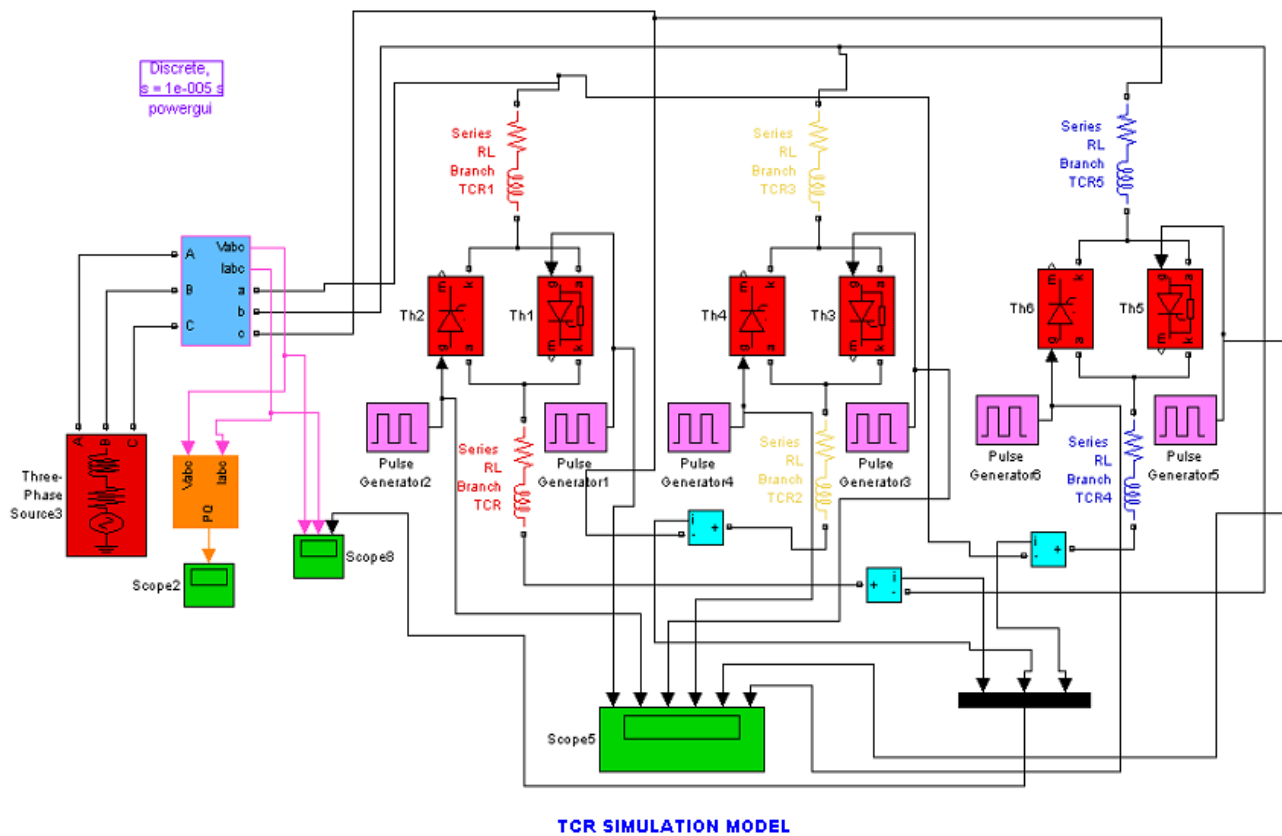 Discrete,
s = 1e-005 s
powergui
Series
RL
Branch
TCR1
Series
RL
Branch
TCR3
Series
RL
Branch
TCR5
Vabc
Iabc
A
B
C
a
b
c
m
k
g
a
Th2
g
a
m
k
Th1
m
k
g
a
Th4
g
a
m
k
Th3
m
k
g
a
Th6
g
a
m
k
Th5
Pulse
Generator2
Pulse
Generator1
Pulse
Generator4
Pulse
Generator3
Pulse
Generator6
Pulse
Generator5
Series
RL
Branch
TCR
Series
RL
Branch
TCR2
Series
RL
Branch
TCR4
A
B
C
Three-
Phase
Source3
Vabc
Iabc
PQ
Scope2
Scope8
i
+
-
i
+
-
+
i
-
Scope5
TCR SIMULATION MODEL